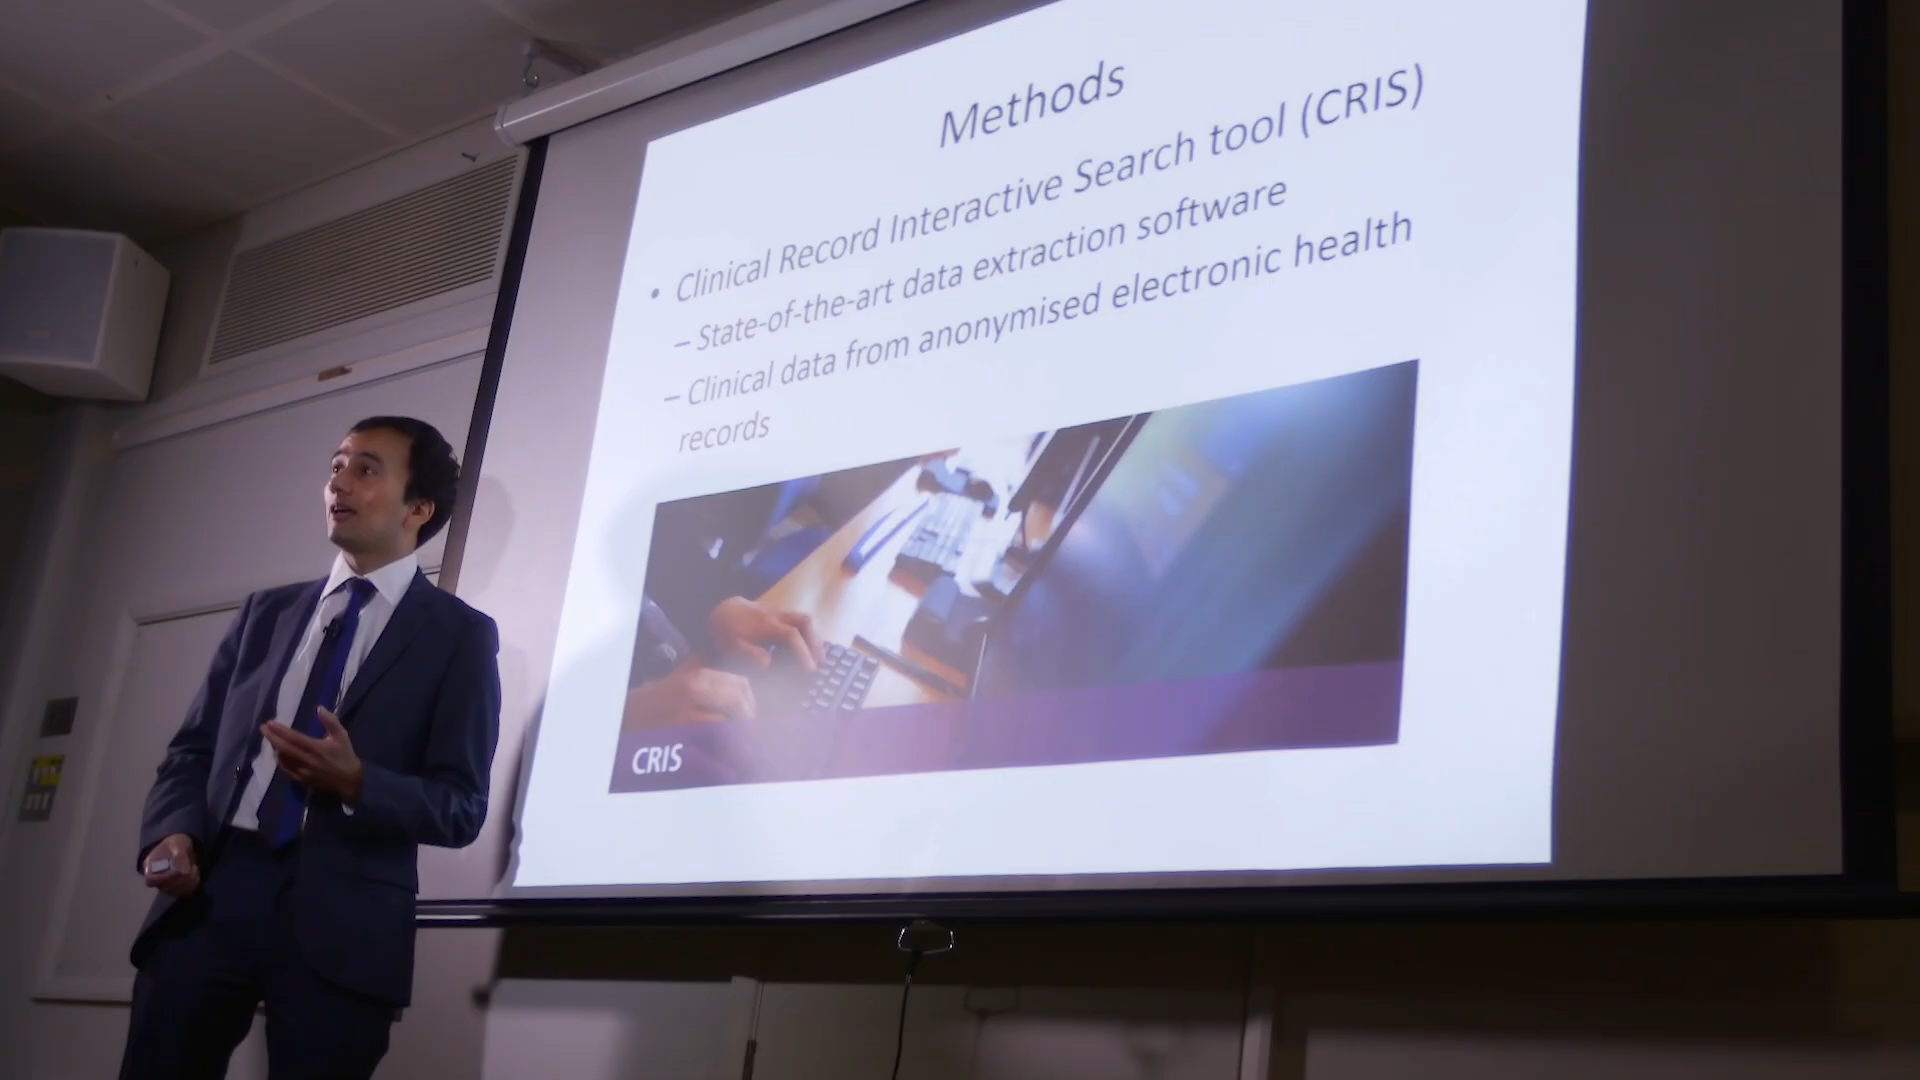 Methods
• Clinical Record Interactive Search tool (CRIS)
– State-of-the-art data extraction software
– Clinical data from anonymised electronic health
records
CRIS